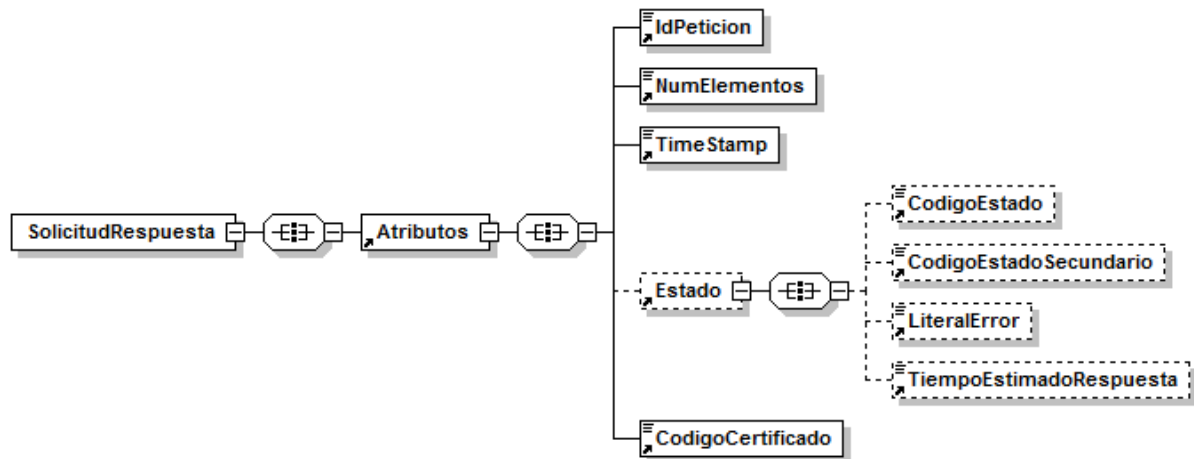 IdPeticion
NumElementos
TimeStamp
CodigoEstado
SolicitudRespuesta
Atributos
CodigoEstadoSecundario
Estado
LiteralError
TiempoEstimadoRespuesta
CodigoCertificado